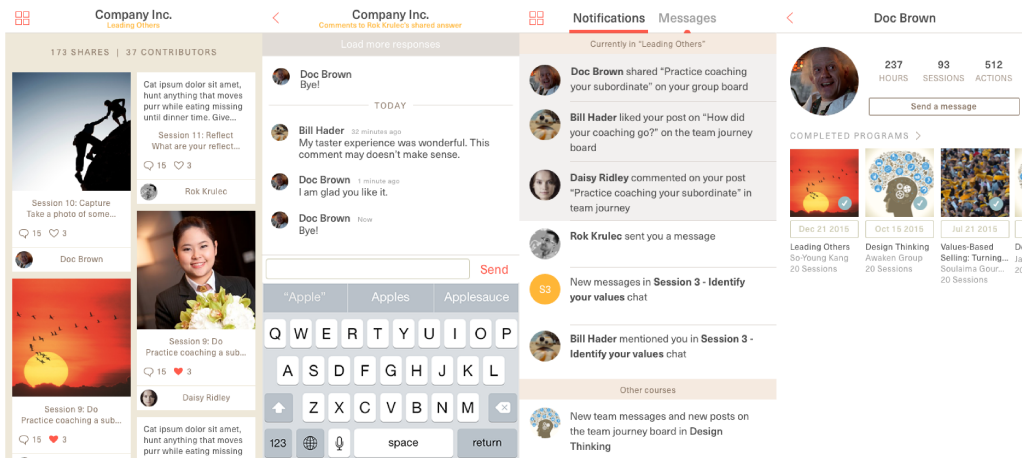 Company Inc.
Leading Others
173 SHARES | 37 CONTRIBUTORS
Session 10: Capture
Take a photo of some...
15 3
Doc Brown
Session 9: Do
Practice coaching a sub...
15 3
Cat ipsum dolor sit amet,
hunt anything that moves
purr while eating missing
until dinner time. Give...
Session 11: Reflect
What are your reflect...
15 3
Rok Krulec
Session 9: Do
Practice coaching a sub...
15 3
Daisy Ridley
Cat ipsum dolor sit amet,
hunt anything that moves
purr while eating missing
Company Inc.
Comments to Rok Krulec's shared answer
Load more responses
Doc Brown
Bye!
TODAY
Bill Hader 32 minutes ago
My taster experience was wonderful. This
comment may doesn't make sense.
Doc Brown 1 minute ago
I am glad you like it.
Doc Brown Now
Bye!
Send
"Apple" Apples Applesauce
Q W E R T Y U I O P
A S D F G H J K L
Z X C V B N M
123 space return
Notifications Messages
Currently in "Leading Others"
Doc Brown shared "Practice coaching
your subordinate" on your group board
Bill Hader liked your post on "How did
your coaching go?" on the team journey
board
Daisy Ridley commented on your post
"Practice coaching your subordinate" in
team journey
Rok Krulec sent you a message
S3
New messages in Session 3 - Identify
your values chat
Bill Hader mentioned you in Session 3 -
Identify your values chat
Other courses
New team messages and new posts on
the team journey board in Design
Thinking
Doc Brown
237 93 512
HOURS SESSIONS ACTIONS
Send a message
COMPLETED PROGRAMS
Dec 21 2015
Leading Others
So-Young Kang
20 Sessions
Oct 15 2015
Design Thinking
Awaken Group
20 Sessions
Jul 21 2015
Values-Based
Selling: Turning...
Soulaima Gour...
20 Sessions